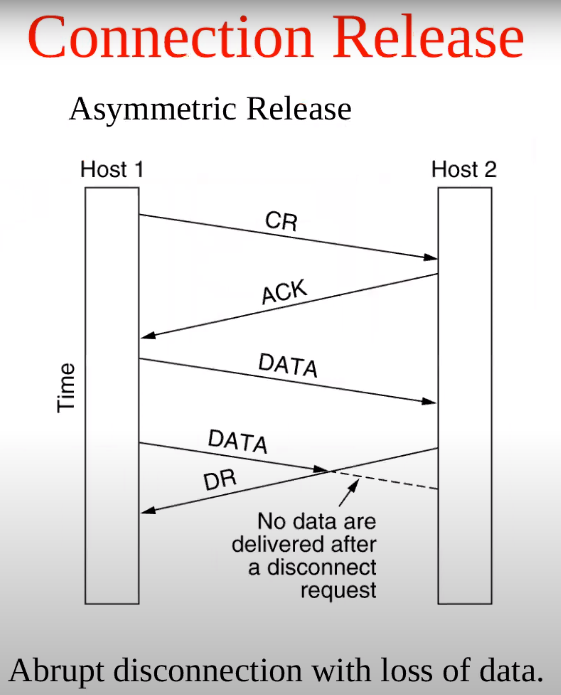 Connection Release
Asymmetric Release
Host 1
Host 2
CR
ACK
DATA
Time
DATA
DR
No data are
delivered after
a disconnect
request
Abrupt disconnection with loss of data.